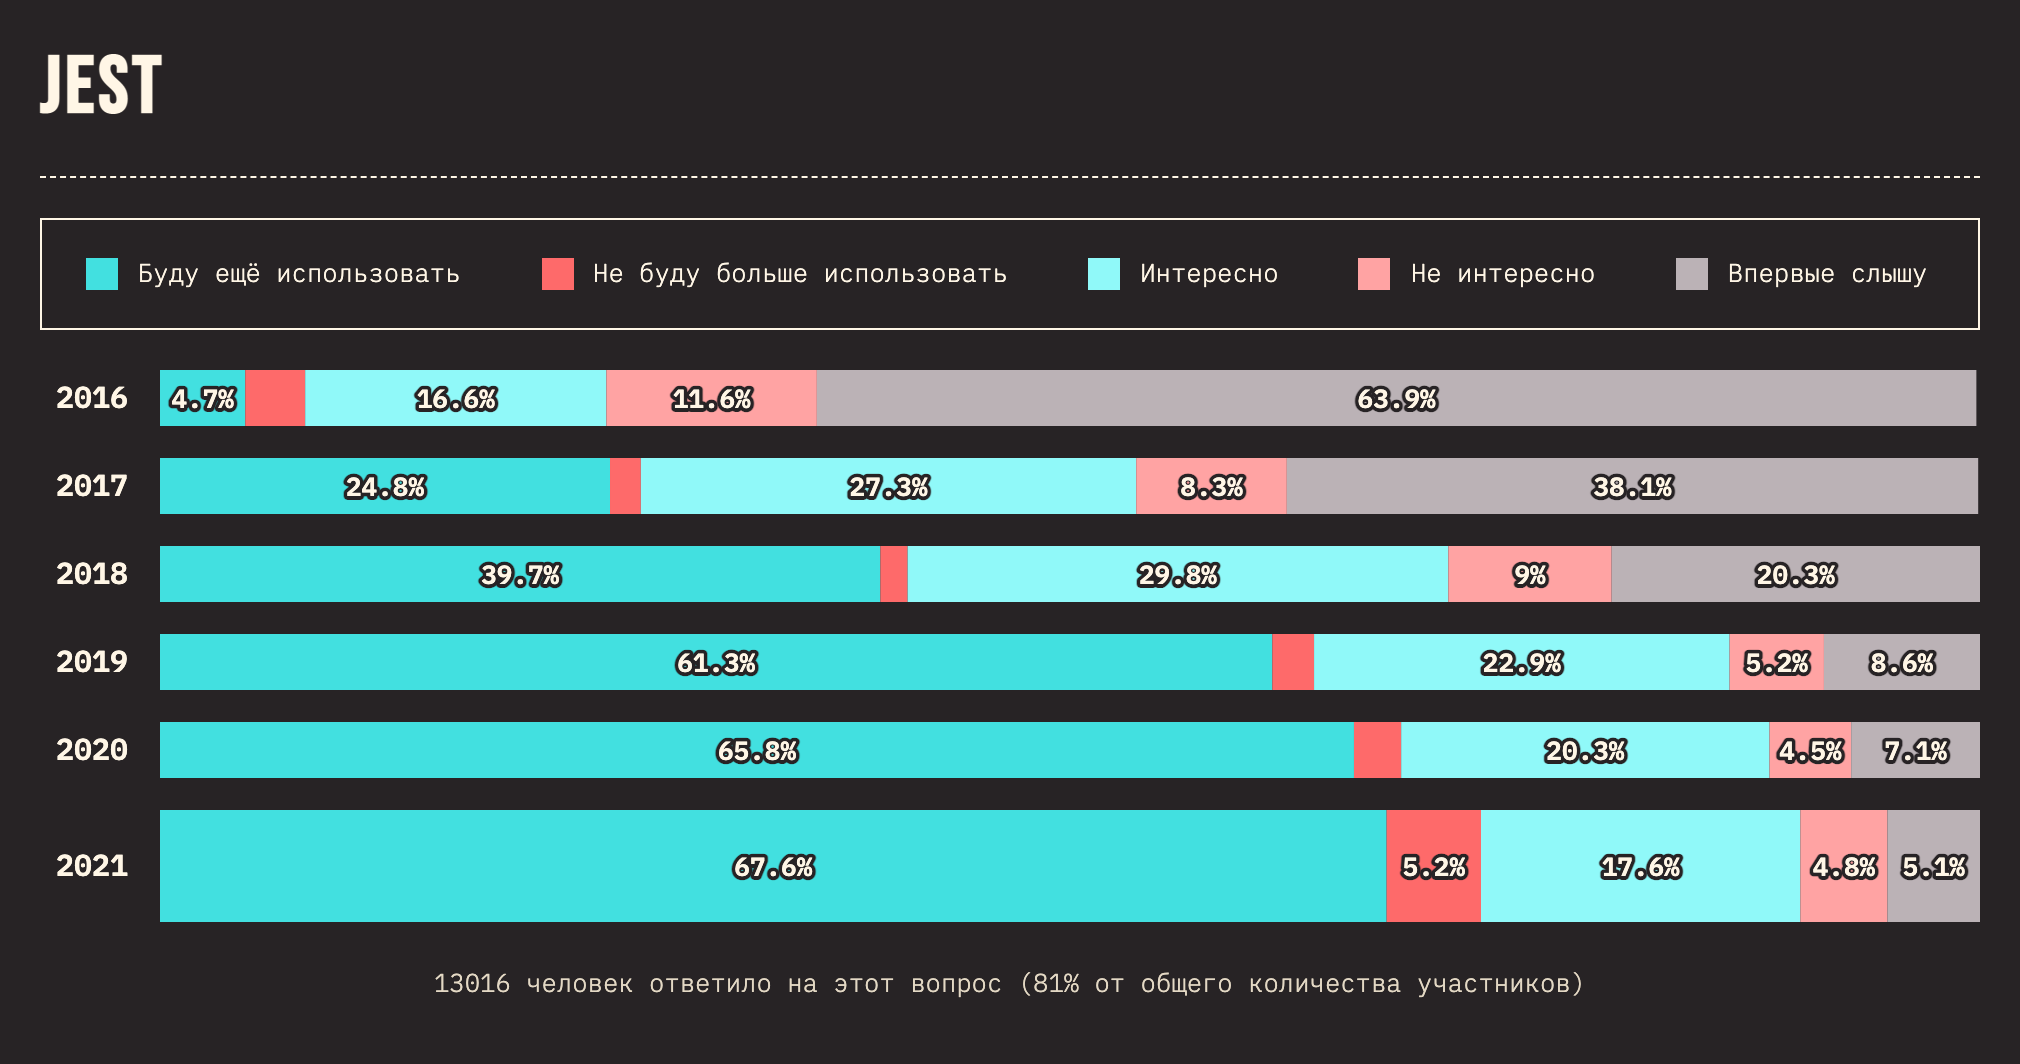 JEST
Буду ещё использовать Не буду больше использовать Интересно Не интересно Впервые слышу
2016 4.7% 16.6% 11.6% 63.9%
2017 24.8% 27.3% 8.3% 38.1%
2018 39.7% 29.8% 9% 20.3%
2019 61.3% 22.9% 5.2% 8.6%
2020 65.8% 20.3% 4.5% 7.1%
2021 67.6% 5.2% 17.6% 4.8% 5.1%
13016 человек ответило на этот вопрос (81% от общего количества участников)